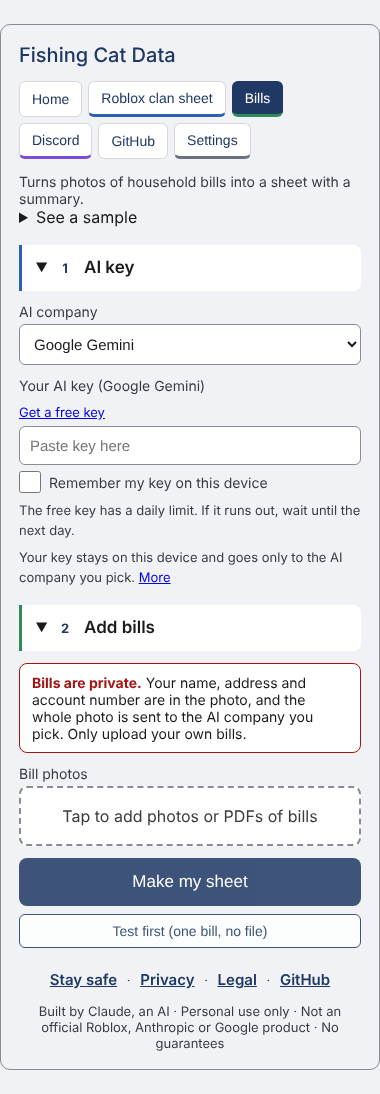 Fishing Cat Data
Home
Roblox clan sheet
Bills
Discord
GitHub
Settings
Turns photos of household bills into a sheet with a
summary.
▶ See a sample
▼ 1 AI key
AI company
Google Gemini
Your AI key (Google Gemini)
Get a free key
Paste key here
Remember my key on this device
The free key has a daily limit. If it runs out, wait until the
next day.
Your key stays on this device and goes only to the AI
company you pick. More
▼ 2 Add bills
Bills are private. Your name, address and
account number are in the photo, and the
whole photo is sent to the AI company you
pick. Only upload your own bills.
Bill photos
Tap to add photos or PDFs of bills
Make my sheet
Test first (one bill, no file)
Stay safe · Privacy · Legal · GitHub
Built by Claude, an AI · Personal use only · Not an
official Roblox, Anthropic or Google product · No
guarantees